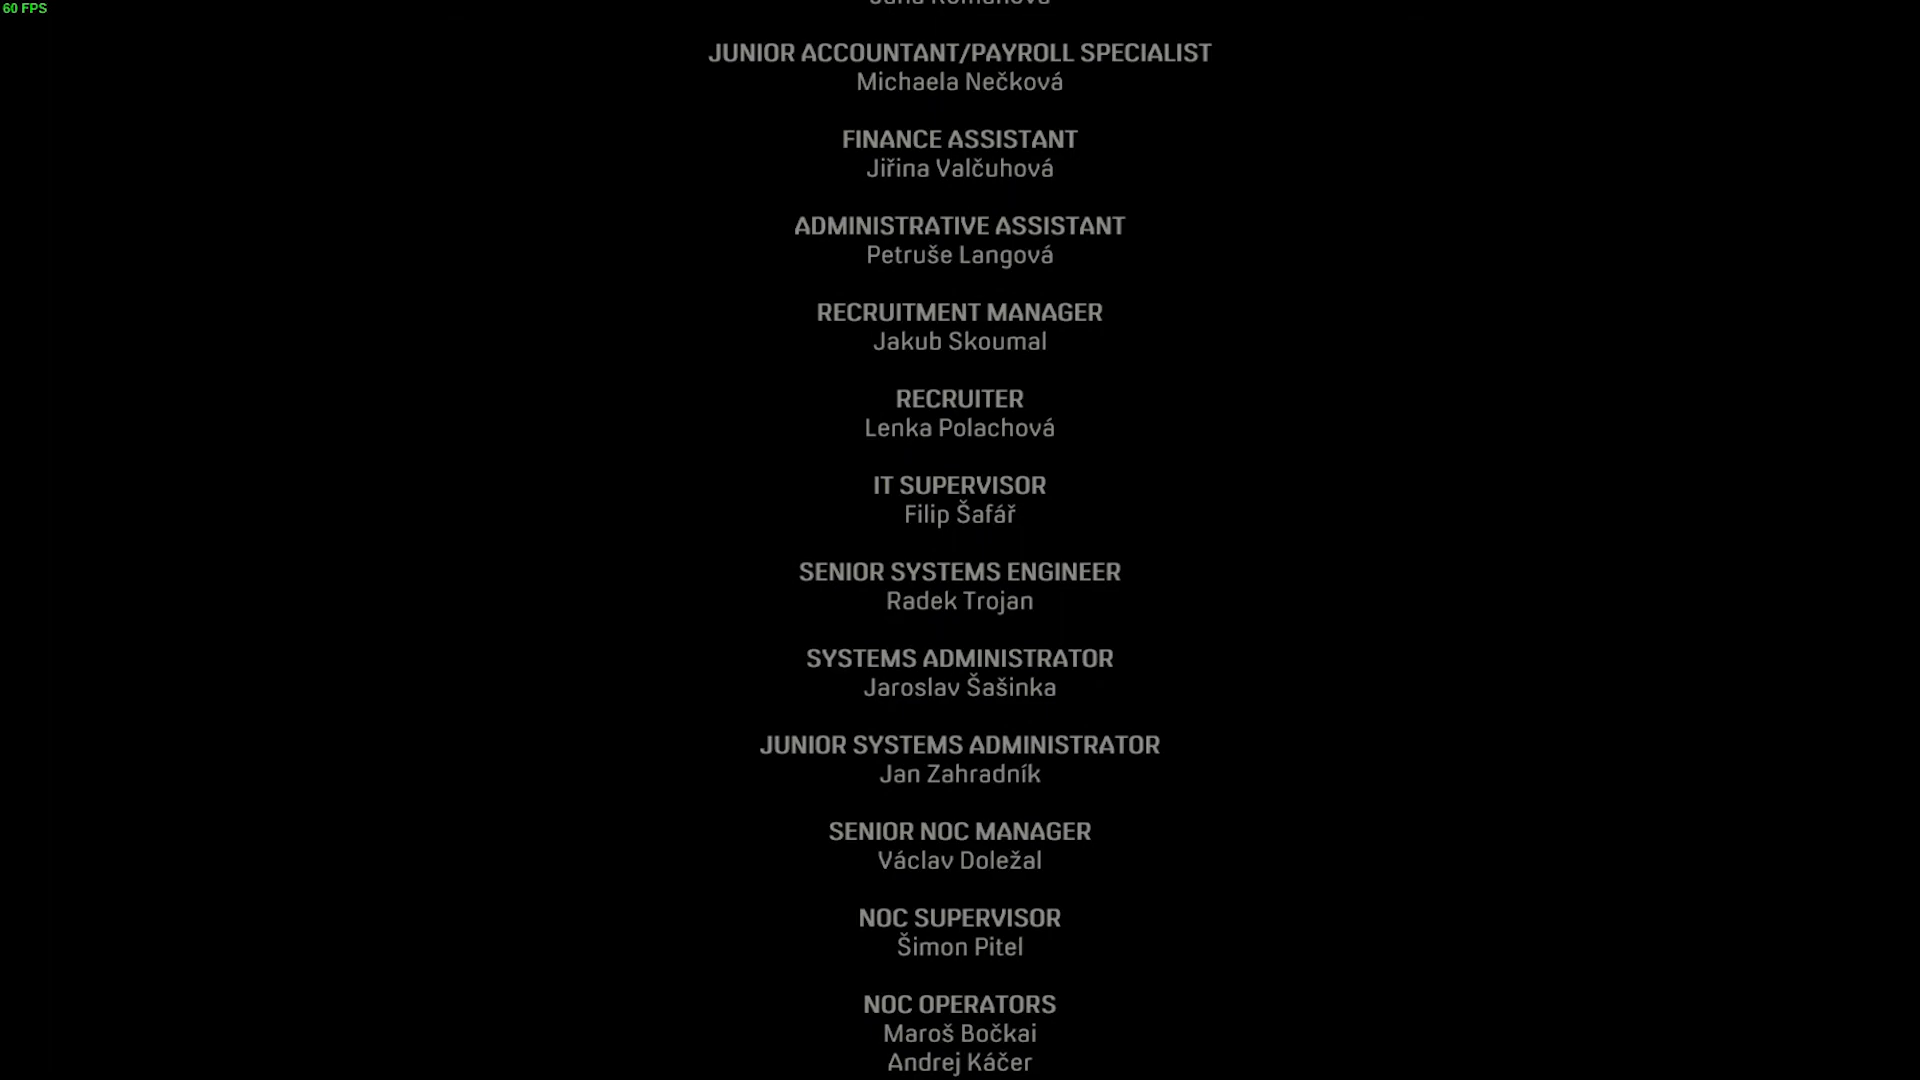 60 FPS
JUNIOR ACCOUNTANT/PAYROLL SPECIALIST
Michaela Nečková
FINANCE ASSISTANT
Jiřina Valčuhová
ADMINISTRATIVE ASSISTANT
Petruše Langová
RECRUITMENT MANAGER
Jakub Skoumal
RECRUITER
Lenka Polachová
IT SUPERVISOR
Filip Šafář
SENIOR SYSTEMS ENGINEER
Radek Trojan
SYSTEMS ADMINISTRATOR
Jaroslav Šašinka
JUNIOR SYSTEMS ADMINISTRATOR
Jan Zahradník
SENIOR NOC MANAGER
Václav Doležal
NOC SUPERVISOR
Šimon Pitel
NOC OPERATORS
Maroš Bočkai
Andrej Káčer